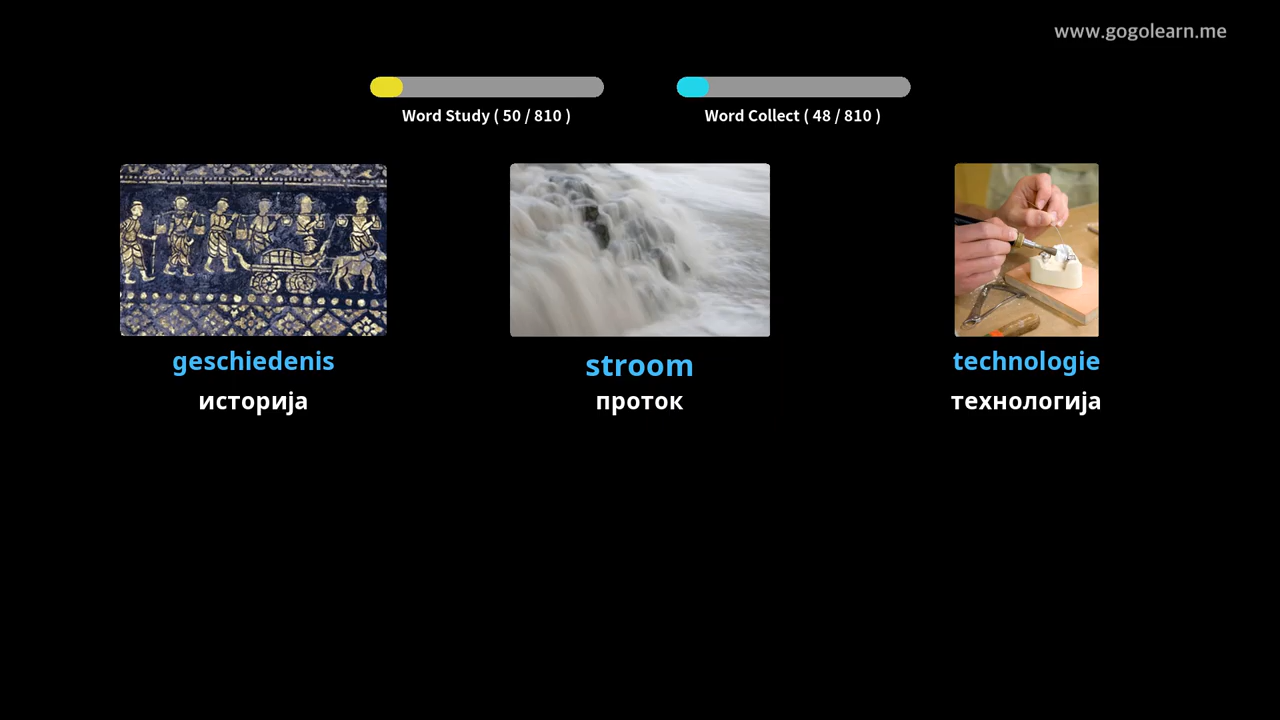 www.gogolearn.me
Word Study ( 50 / 810 )
Word Collect ( 48 / 810 )
geschiedenis
историја
stroom
проток
technologie
технологија